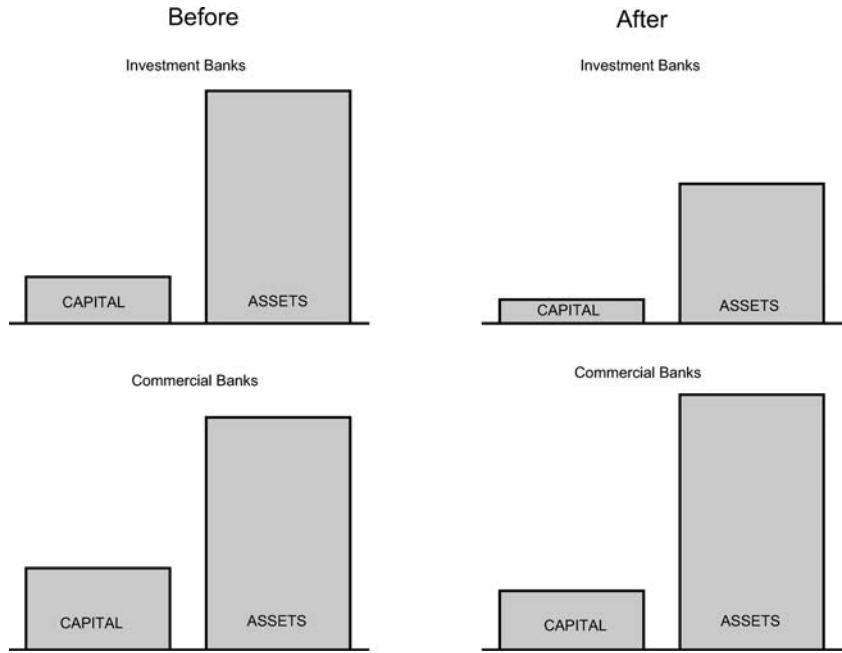 Before
After
Investment Banks
Investment Banks
CAPITAL
ASSETS
CAPITAL
ASSETS
Commercial Banks
Commercial Banks
CAPITAL
ASSETS
CAPITAL
ASSETS